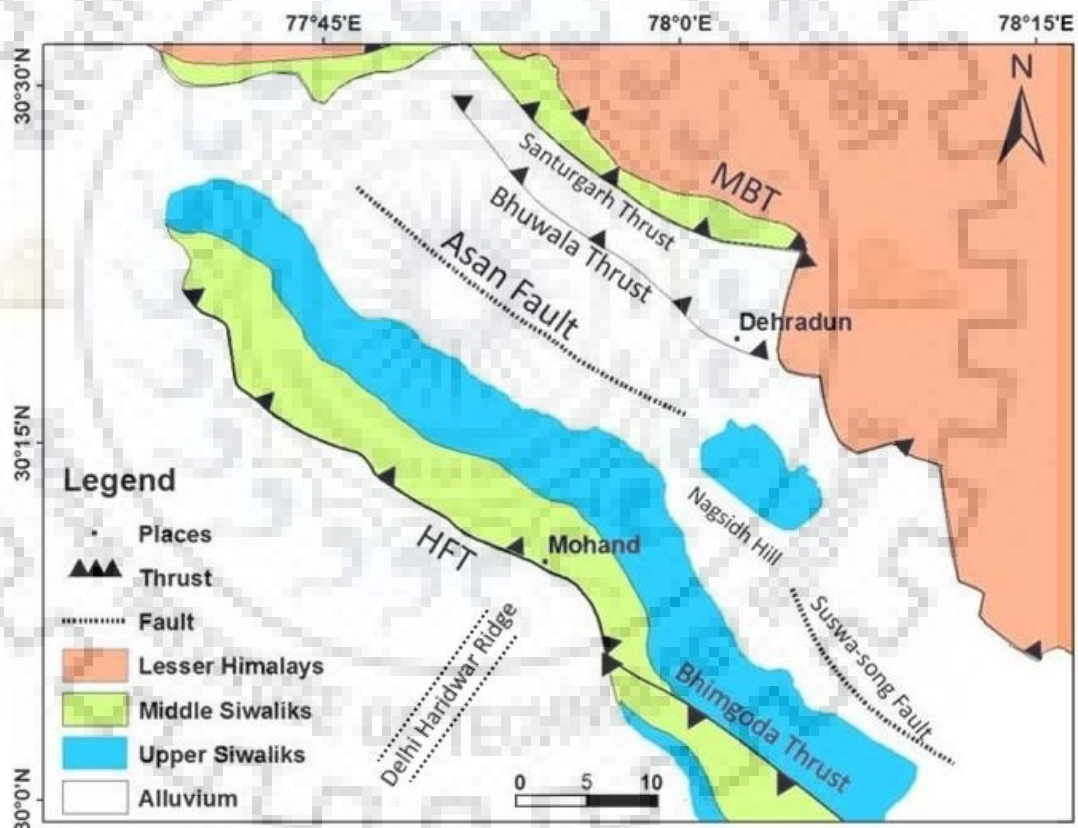 77°45'E
78°0'E
78°15'E
30°30'N
30°15'N
30°0'N
N
MBT
Santurgarh Thrust
Bhuwala Thrust
Asan Fault
Dehradun
Nagsidh Hill
Mohand
HFT
Suswa-song Fault
Bhimgoda Thrust
Delhi Haridwar Ridge
Legend
Places
Thrust
Fault
Lesser Himalays
Middle Siwaliks
Upper Siwaliks
Alluvium
0 5 10